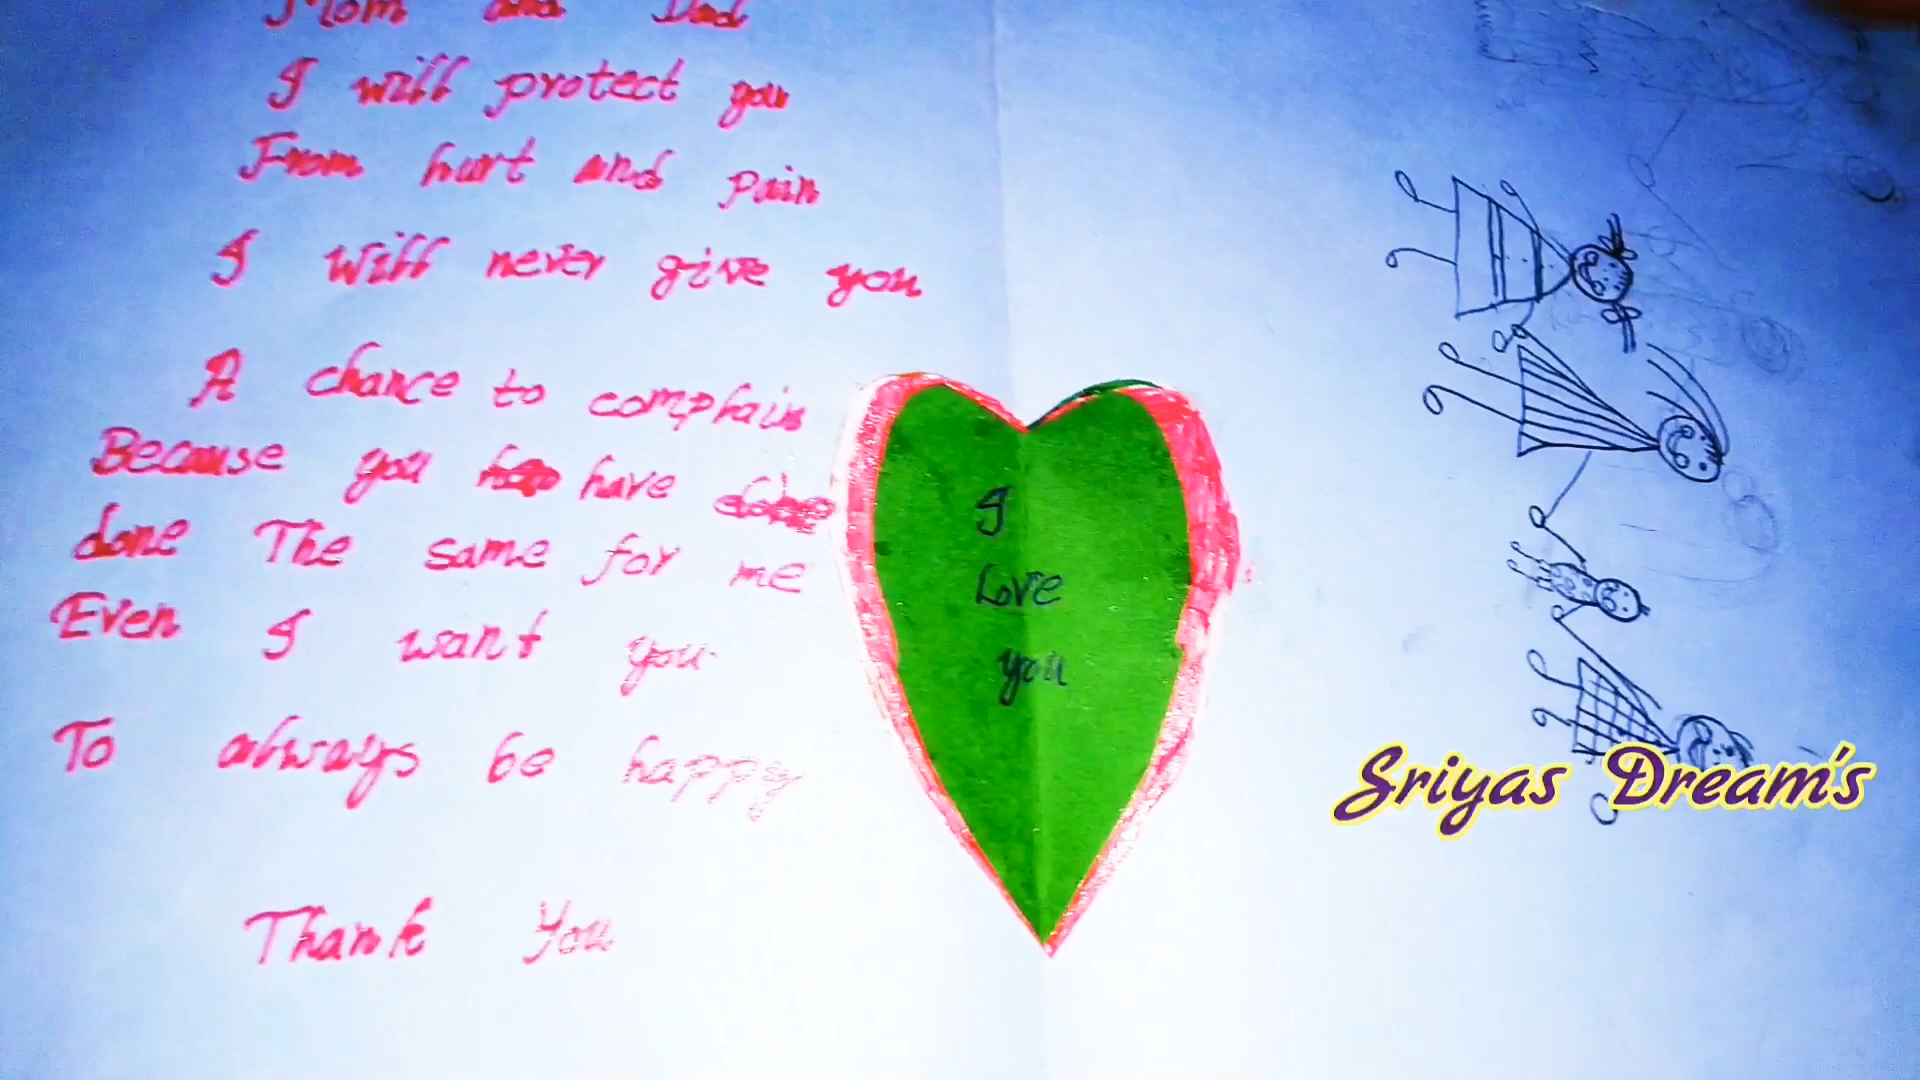 Mom and Dad
I will protect you
From hurt and pain
I will never give you
A chance to complain
Because you have
done The same for me
Even I want you
To always be happy
Thank You
I
Love
you
Sriyas Dream's